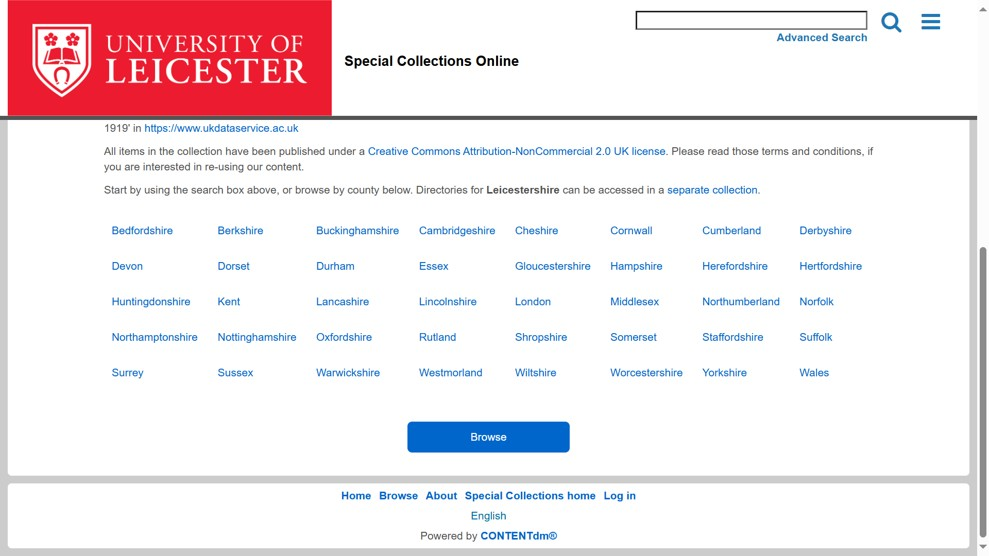 UNIVERSITY OF
LEICESTER
Advanced Search
Special Collections Online
1919' in https://www.ukdataservice.ac.uk
All items in the collection have been published under a Creative Commons Attribution-NonCommercial 2.0 UK license. Please read those terms and conditions, if
you are interested in re-using our content.
Start by using the search box above, or browse by county below. Directories for Leicestershire can be accessed in a separate collection.
Bedfordshire Berkshire Buckinghamshire Cambridgeshire Cheshire Cornwall Cumberland Derbyshire
Devon Dorset Durham Essex Gloucestershire Hampshire Herefordshire Hertfordshire
Huntingdonshire Kent Lancashire Lincolnshire London Middlesex Northumberland Norfolk
Northamptonshire Nottinghamshire Oxfordshire Rutland Shropshire Somerset Staffordshire Suffolk
Surrey Sussex Warwickshire Westmorland Wiltshire Worcestershire Yorkshire Wales
Browse
Home Browse About Special Collections home Log in
English
Powered by CONTENTdm®